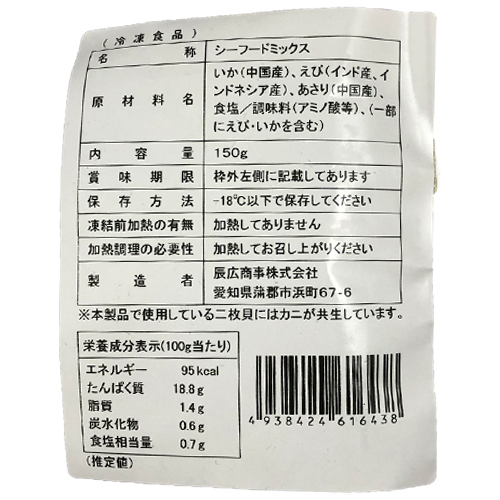 (冷凍食品)
名称 シーフードミックス
原材料名 いか(中国産)、えび(インド産、イ
ンドネシア産)、あさり(中国産)、
食塩/調味料(アミノ酸等)、(一部
にえび・いかを含む)
内容量 150g
賞味期限 枠外左側に記載してあります
保存方法 -18℃以下で保存してください
凍結前加熱の有無 加熱してありません
加熱調理の必要性 加熱してお召し上がりください
製造者 辰広商事株式会社
愛知県蒲郡市浜町67-6
※本製品で使用している二枚貝にはカニが共生しています。
栄養成分表示(100g当たり)
エネルギー 95kcal
たんぱく質 18.8g
脂質 1.4g
炭水化物 0.6g
食塩相当量 0.7g
(推定値)
4938424616438